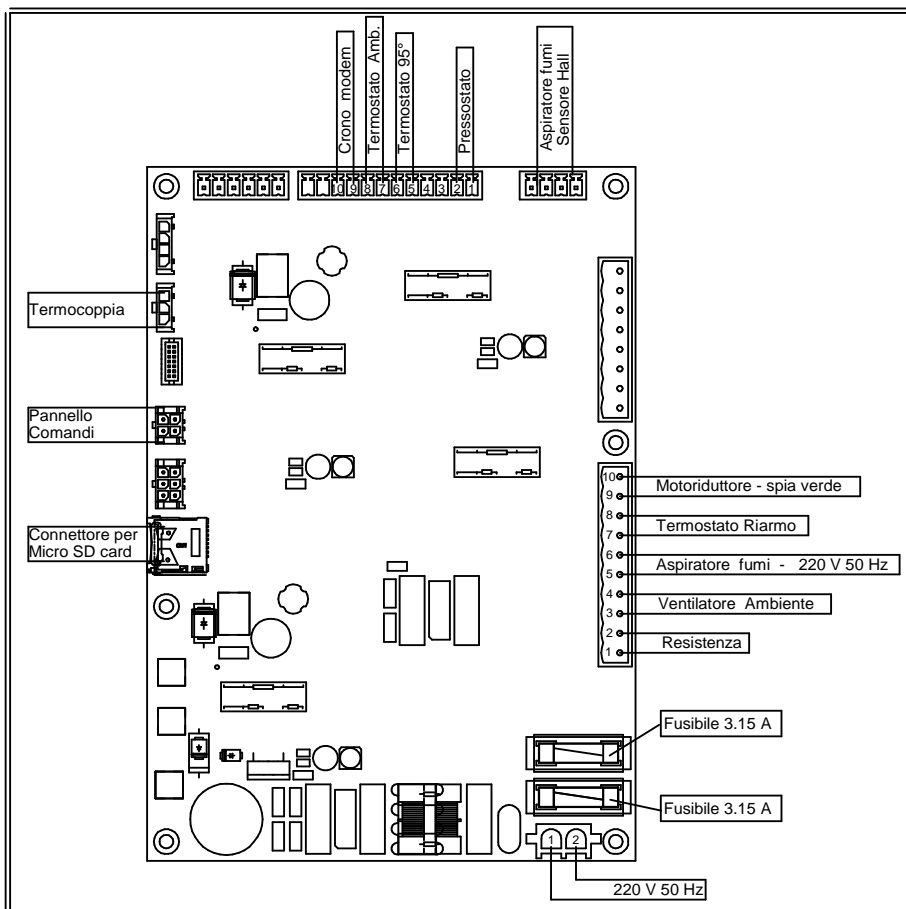 Crono modem
Termostato Amb.
Termostato 95°
Pressostato
Aspiratore fumi
Sensore Hall
10 9 8 7 6 5 4 3 2 1
Termocoppia
Pannello
Comandi
Connettore per
Micro SD card
10
9
Motoriduttore - spia verde
8
7
Termostato Riarmo
6
5
Aspiratore fumi - 220 V 50 Hz
4
3
Ventilatore Ambiente
2
1
Resistenza
Fusibile 3.15 A
Fusibile 3.15 A
1 2
220 V 50 Hz